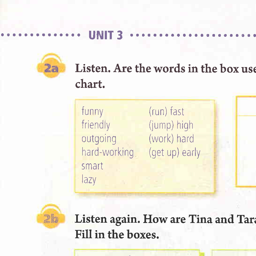 UNIT 3
2a Listen. Are the words in the box use
chart.
funny (run) fast
friendly (jump) high
outgoing (work) hard
hard-working (get up) early
smart
lazy
2b Listen again. How are Tina and Tara
Fill in the boxes.